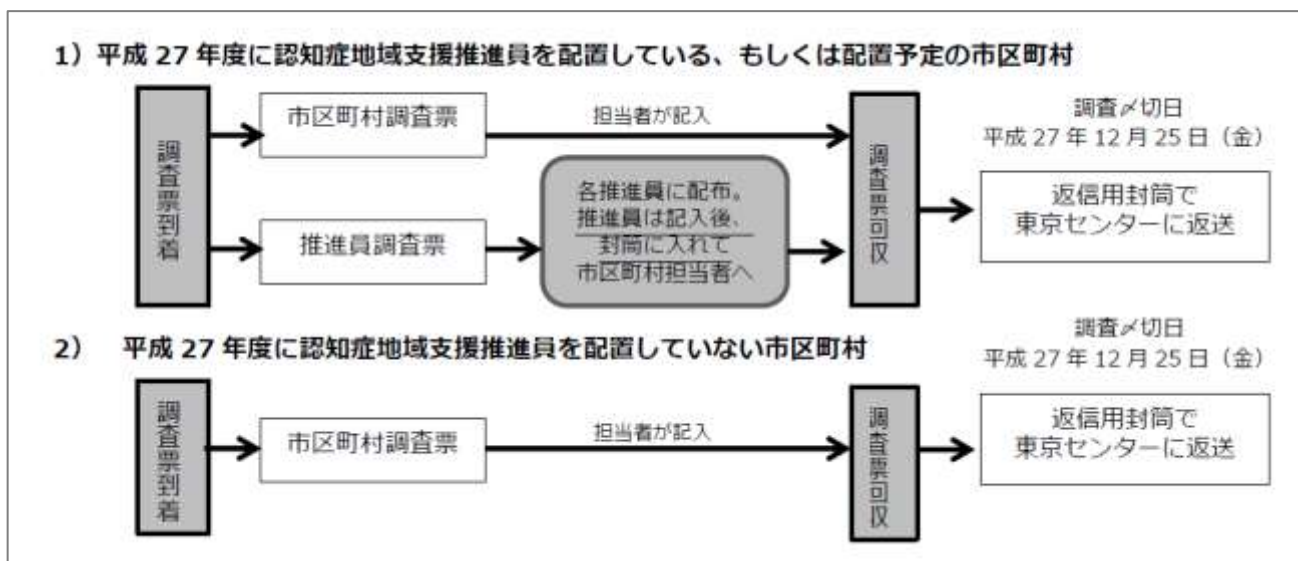 1）平成 27 年度に認知症地域支援推進員を配置している、もしくは配置予定の市区町村
調査票到着
市区町村調査票
担当者が記入
推進員調査票
各推進員に配布。
推進員は記入後、
封筒に入れて
市区町村担当者へ
調査票回収
調査〆切日
平成 27 年 12 月 25 日（金）
返信用封筒で
東京センターに返送
2）　平成 27 年度に認知症地域支援推進員を配置していない市区町村
調査票到着
市区町村調査票
担当者が記入
調査票回収
調査〆切日
平成 27 年 12 月 25 日（金）
返信用封筒で
東京センターに返送